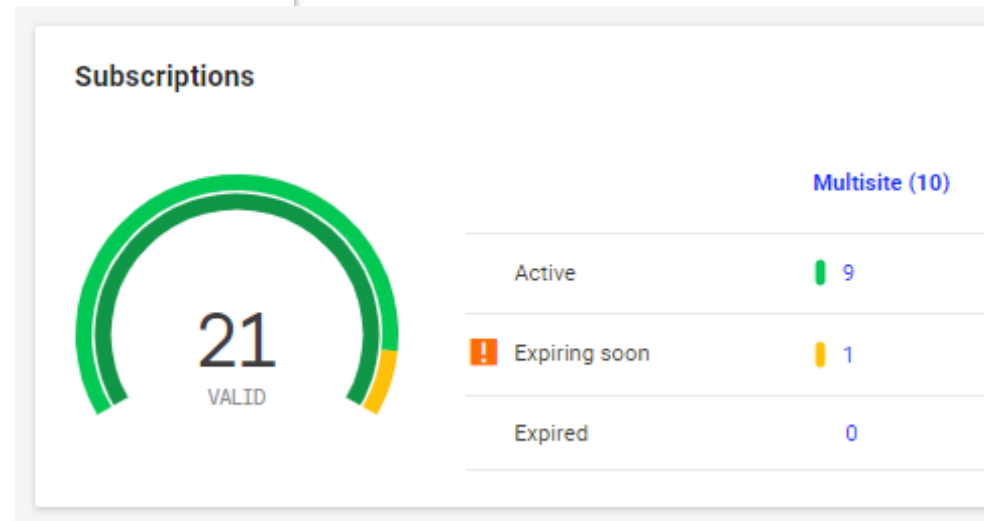 Subscriptions
Multisite (10)
Active 9
21
! Expiring soon 1
VALID
Expired 0